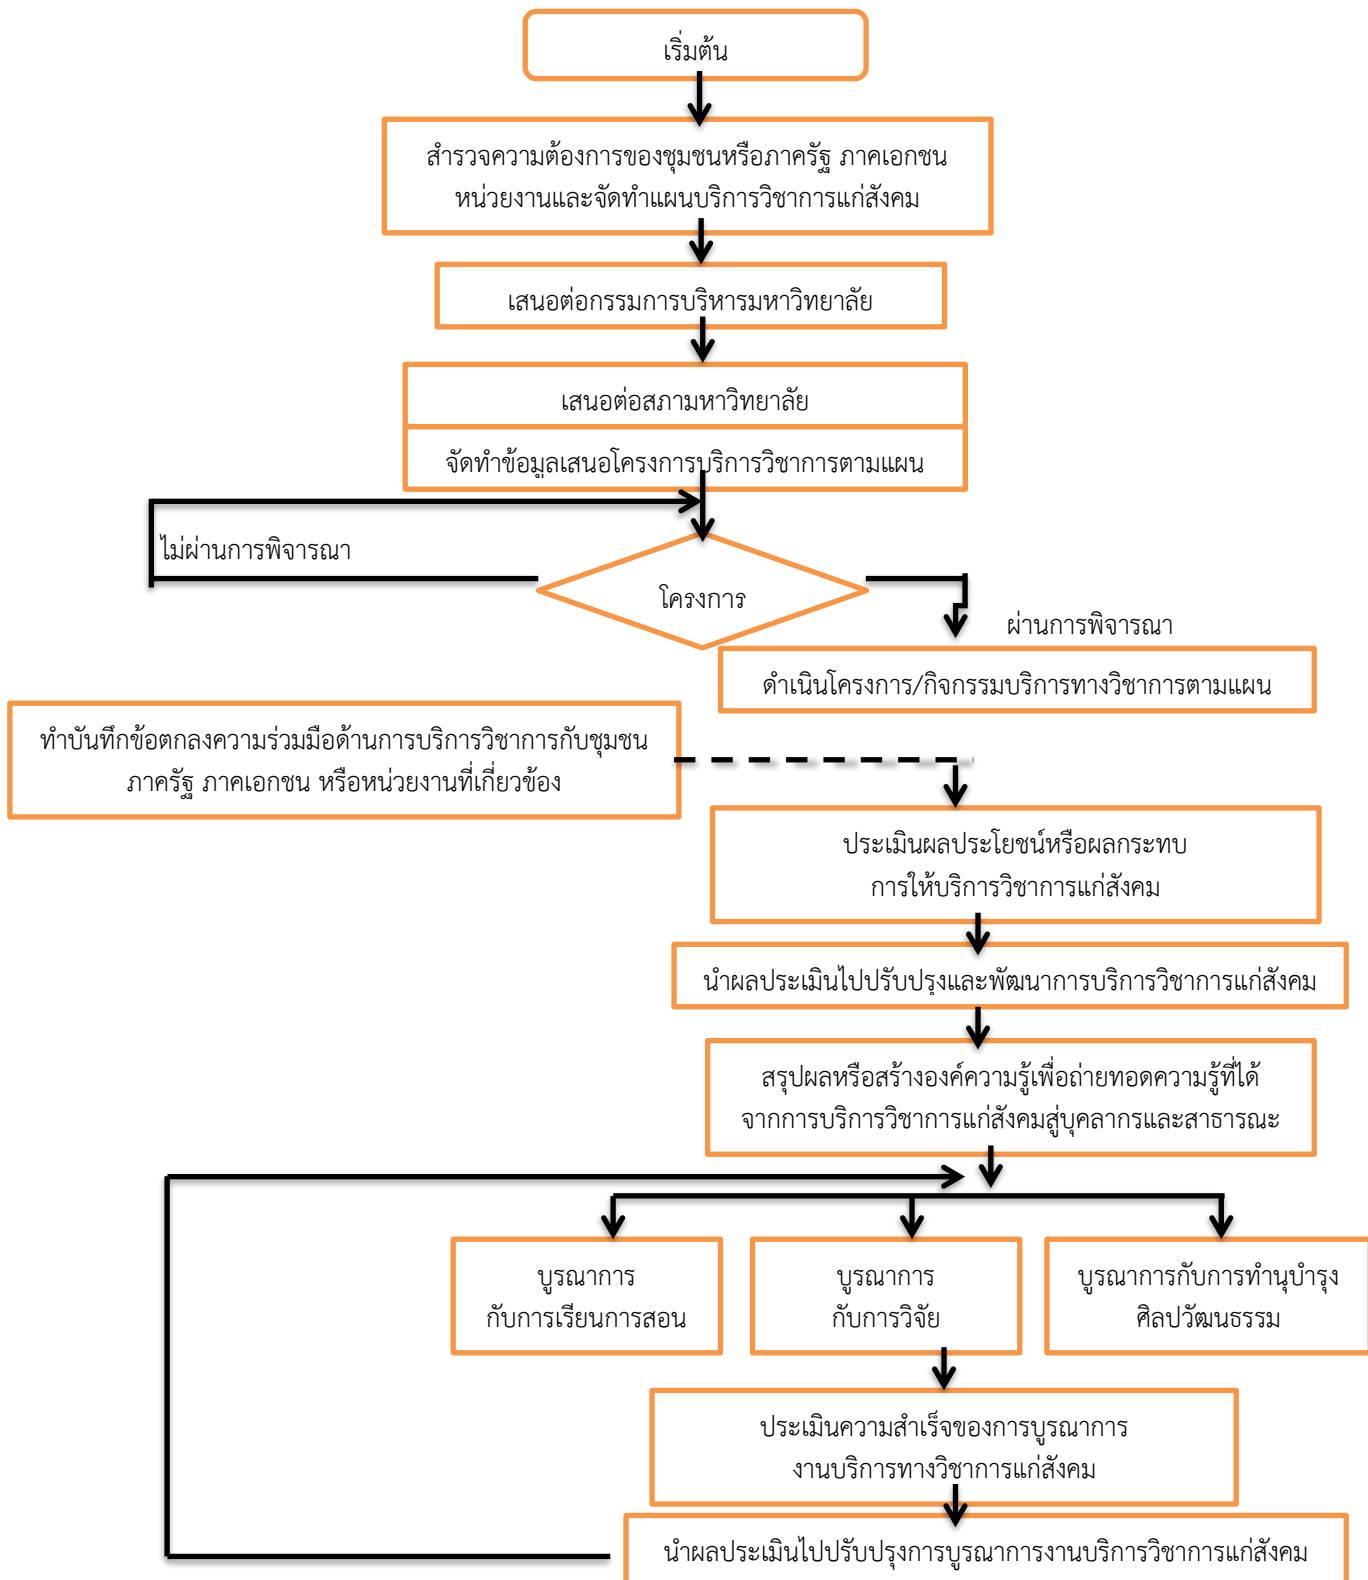 เริ่มต้น
สำรวจความต้องการของชุมชนหรือภาครัฐ ภาคเอกชน
หน่วยงานและจัดทำแผนบริการวิชาการแก่สังคม
เสนอต่อกรรมการบริหารมหาวิทยาลัย
เสนอต่อสภามหาวิทยาลัย
จัดทำข้อมูลเสนอโครงการบริการวิชาการตามแผน
ไม่ผ่านการพิจารณา
โครงการ
ผ่านการพิจารณา
ดำเนินโครงการ/กิจกรรมบริการทางวิชาการตามแผน
ทำบันทึกข้อตกลงความร่วมมือด้านการบริการวิชาการกับชุมชน
ภาครัฐ ภาคเอกชน หรือหน่วยงานที่เกี่ยวข้อง
ประเมินผลประโยชน์หรือผลกระทบ
การให้บริการวิชาการแก่สังคม
นำผลประเมินไปปรับปรุงและพัฒนาการบริการวิชาการแก่สังคม
สรุปผลหรือสร้างองค์ความรู้เพื่อถ่ายทอดความรู้ที่ได้
จากการบริการวิชาการแก่สังคมสู่บุคลากรและสาธารณะ
บูรณาการ
กับการเรียนการสอน
บูรณาการ
กับการวิจัย
บูรณาการกับการทำนุบำรุง
ศิลปวัฒนธรรม
ประเมินความสำเร็จของการบูรณาการ
งานบริการทางวิชาการแก่สังคม
นำผลประเมินไปปรับปรุงการบูรณาการงานบริการวิชาการแก่สังคม